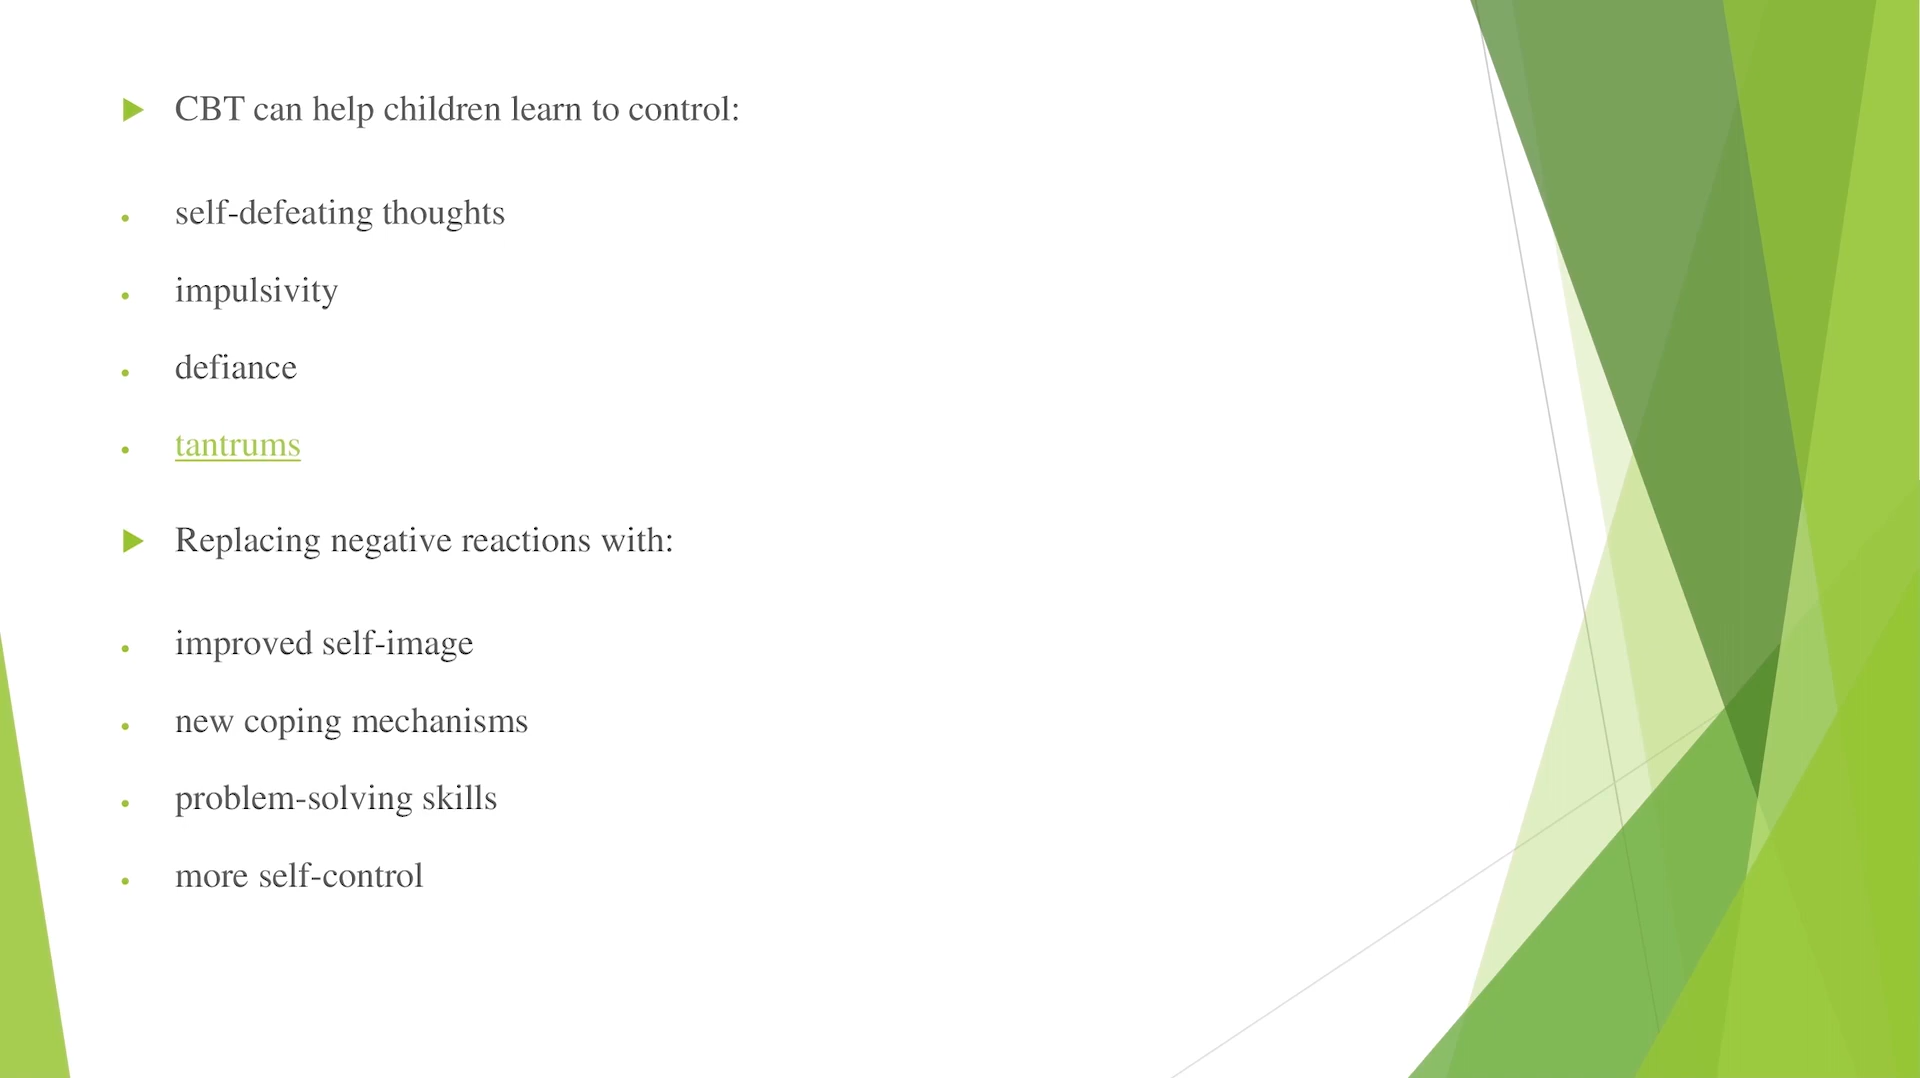 CBT can help children learn to control:
self-defeating thoughts
impulsivity
defiance
tantrums
Replacing negative reactions with:
improved self-image
new coping mechanisms
problem-solving skills
more self-control